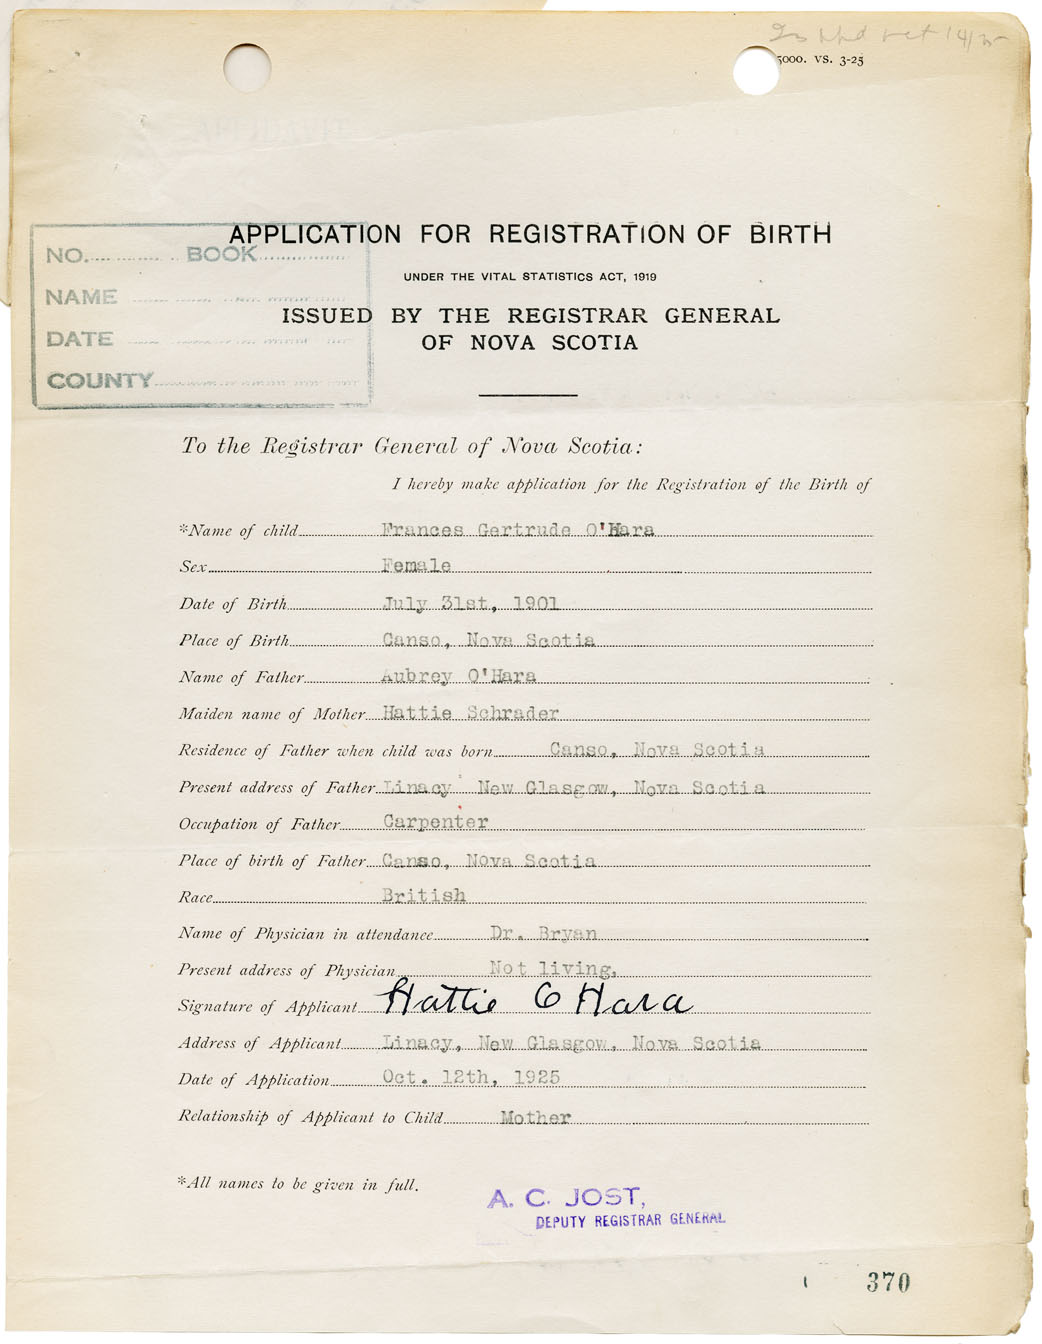 5000. VS. 3-25
APPLICATION FOR REGISTRATION OF BIRTH
UNDER THE VITAL STATISTICS ACT, 1919
ISSUED BY THE REGISTRAR GENERAL
OF NOVA SCOTIA
NO. BOOK
NAME
DATE
COUNTY
To the Registrar General of Nova Scotia:
I hereby make application for the Registration of the Birth of
*Name of child Frances Gertrude O'Hara
Sex Female
Date of Birth July 31st, 1901
Place of Birth Canso, Nova Scotia
Name of Father Aubrey O'Hara
Maiden name of Mother Hattie Schrader
Residence of Father when child was born Canso, Nova Scotia
Present address of Father Linacy New Glasgow, Nova Scotia
Occupation of Father Carpenter
Place of birth of Father Canso, Nova Scotia
Race British
Name of Physician in attendance Dr. Bryan
Present address of Physician Not living.
Signature of Applicant Hattie O Hara
Address of Applicant Linacy, New Glasgow, Nova Scotia
Date of Application Oct. 12th, 1925
Relationship of Applicant to Child Mother
*All names to be given in full.
A. C. JOST,
DEPUTY REGISTRAR GENERAL
370